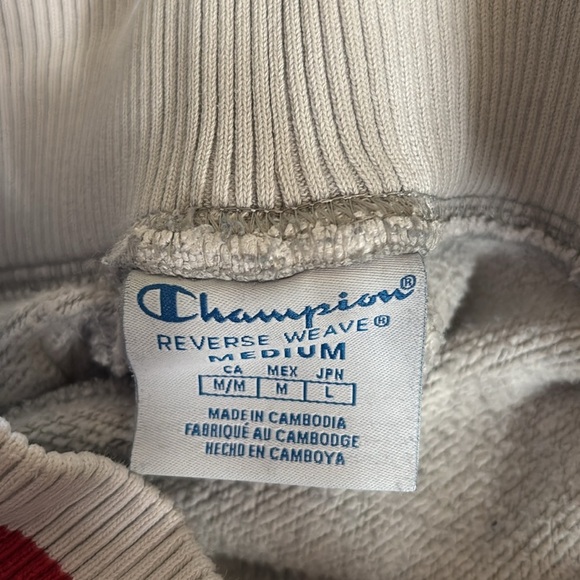 Champion®
REVERSE WEAVE®
MEDIUM
CA MEX JPN
M/M M L
MADE IN CAMBODIA
FABRIQUÉ AU CAMBODGE
HECHO EN CAMBOYA